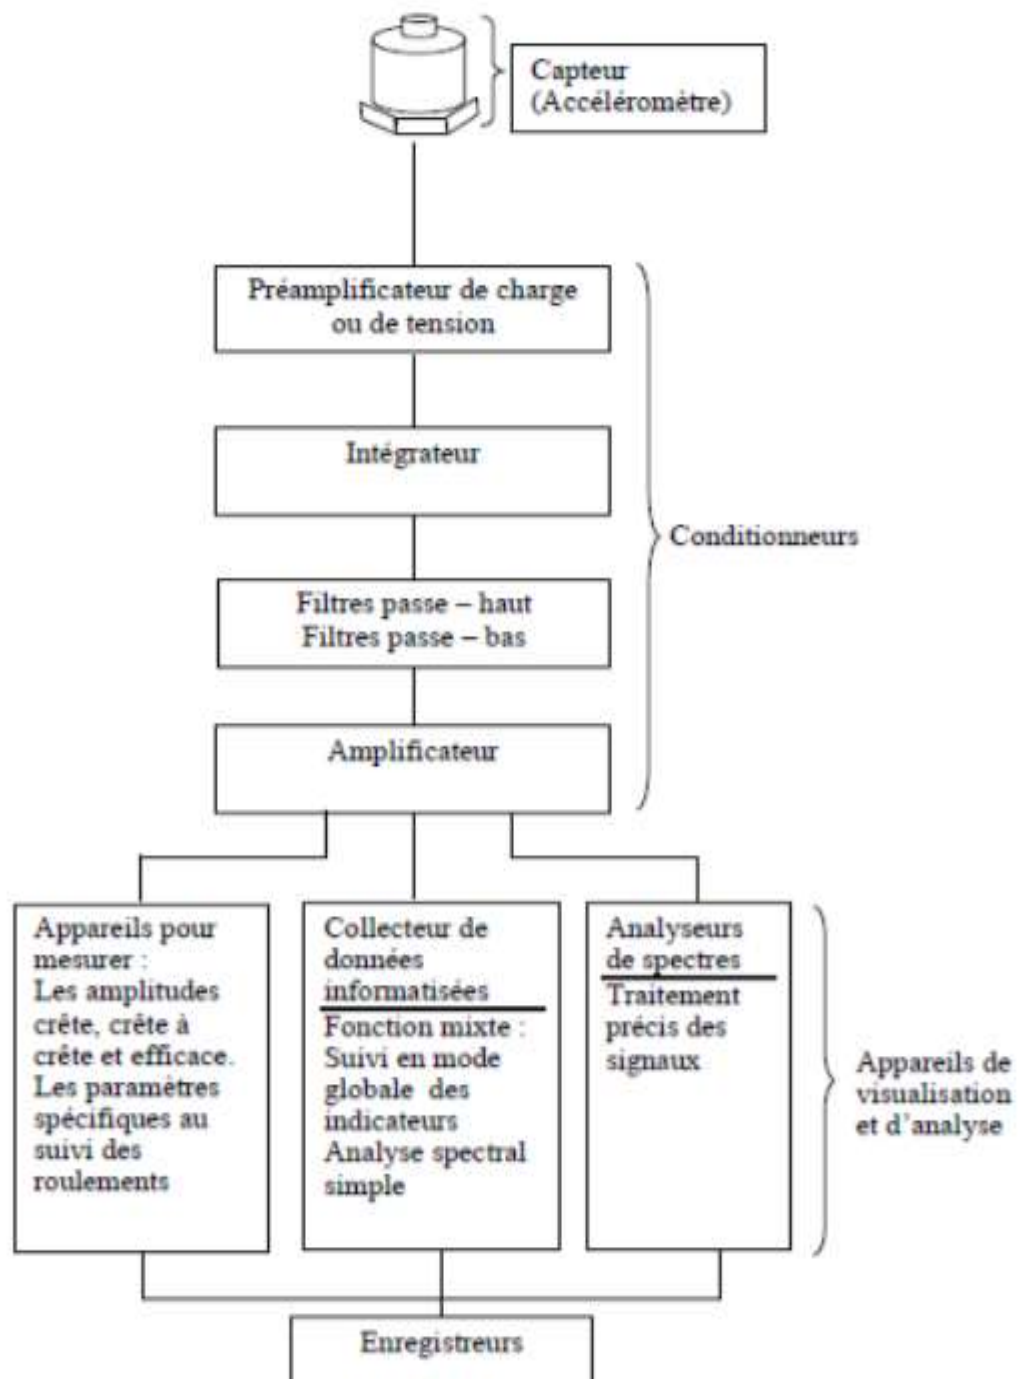 Capteur
(Accéléromètre)
Préamplificateur de charge
ou de tension
Intégrateur
Conditionneurs
Filtres passe – haut
Filtres passe – bas
Amplificateur
Appareils pour
mesurer :
Les amplitudes
crête, crête à
crête et efficace.
Les paramètres
spécifiques au
suivi des
roulements
Collecteur de
données
informatisées
Fonction mixte :
Suivi en mode
globale des
indicateurs
Analyse spectral
simple
Analyseurs
de spectres
Traitement
précis des
signaux
Appareils de
visualisation
et d'analyse
Enregistreurs